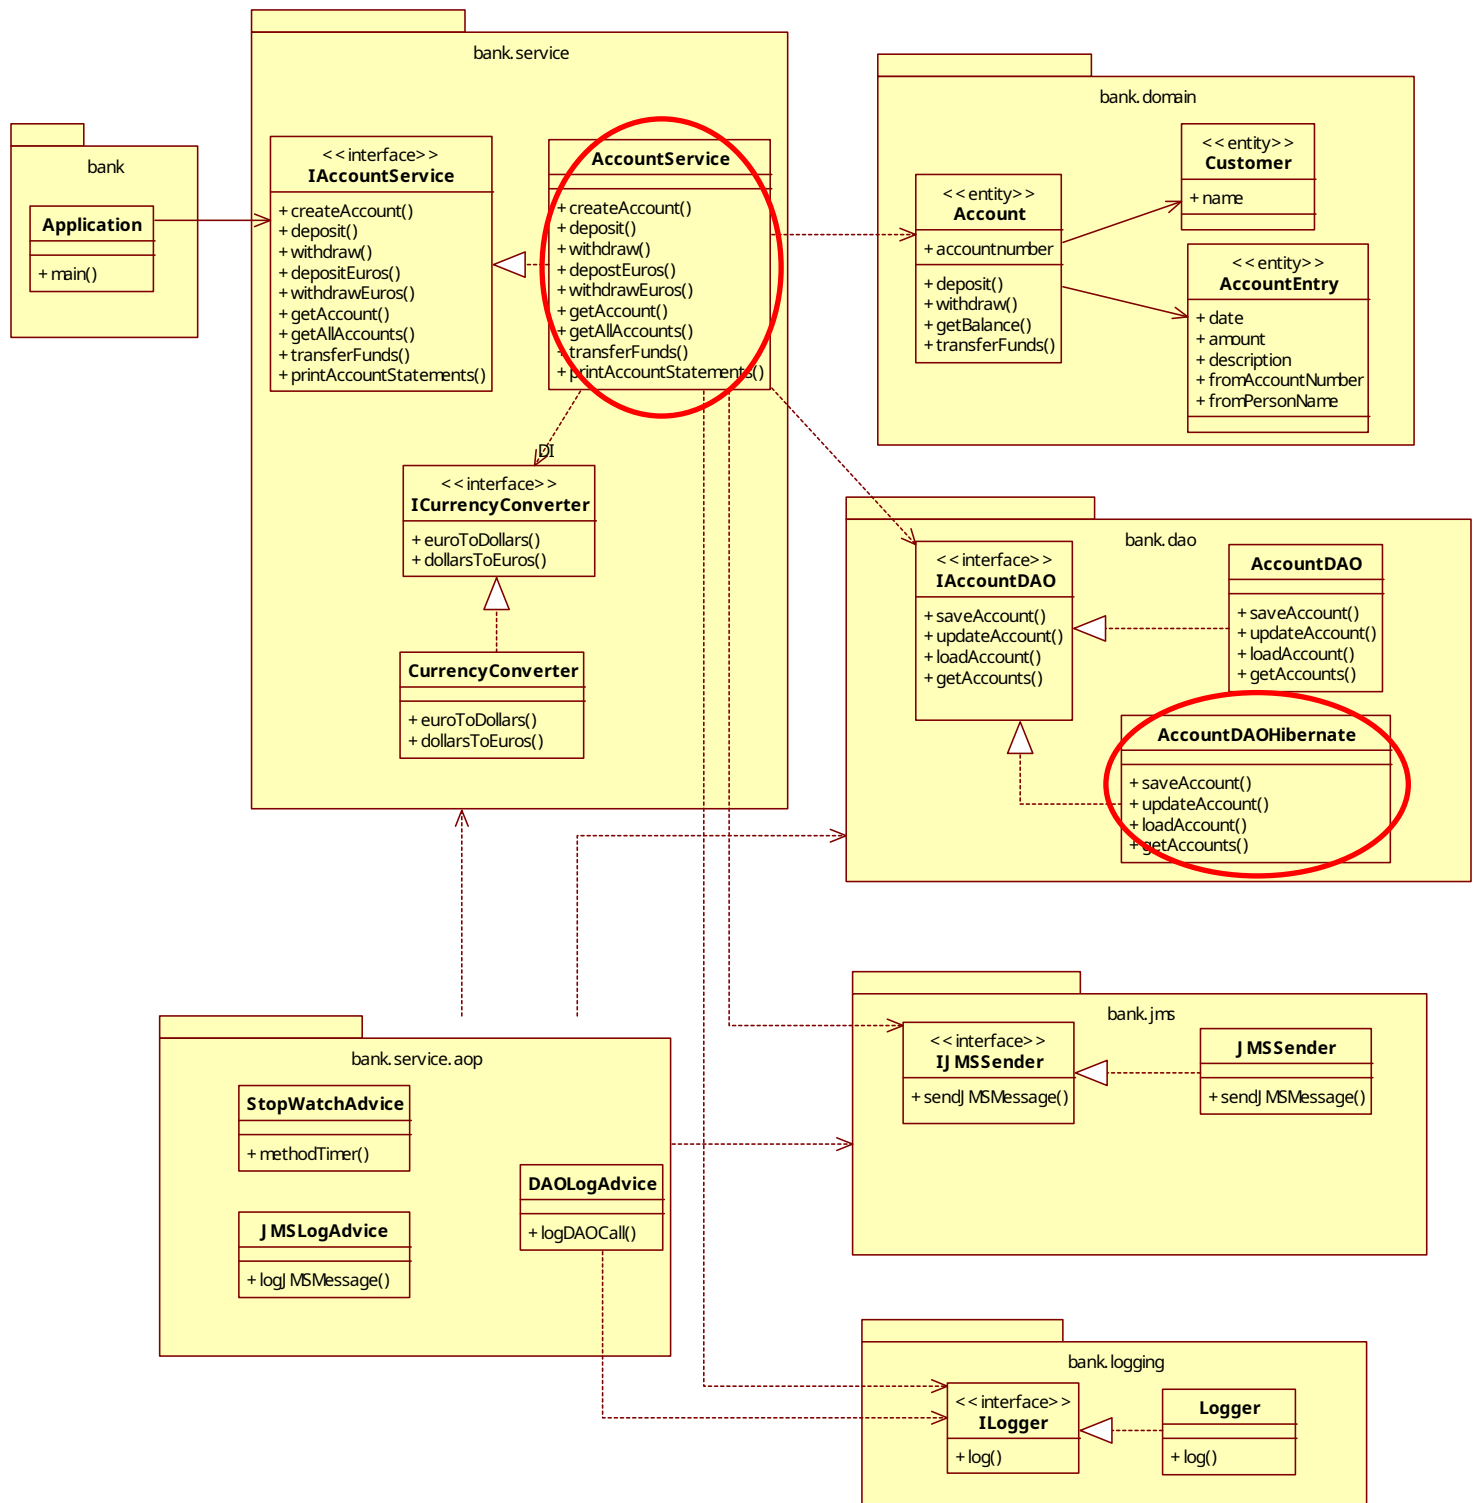 bank
Application
+ main()
bank.service
<<interface>>
IAccountService
+ createAccount()
+ deposit()
+ withdraw()
+ depositEuros()
+ withdrawEuros()
+ getAccount()
+ getAllAccounts()
+ transferFunds()
+ printAccountStatements()
AccountService
+ createAccount()
+ deposit()
+ withdraw()
+ depostEuros()
+ withdrawEuros()
+ getAccount()
+ getAllAccounts()
+ transferFunds()
+ printAccountStatements()
DI
<<interface>>
ICurrencyConverter
+ euroToDollars()
+ dollarsToEuros()
CurrencyConverter
+ euroToDollars()
+ dollarsToEuros()
bank.domain
<<entity>>
Account
+ accountnumber
+ deposit()
+ withdraw()
+ getBalance()
+ transferFunds()
<<entity>>
Customer
+ name
<<entity>>
AccountEntry
+ date
+ amount
+ description
+ fromAccountNumber
+ fromPersonName
bank.dao
<<interface>>
IAccountDAO
+ saveAccount()
+ updateAccount()
+ loadAccount()
+ getAccounts()
AccountDAO
+ saveAccount()
+ updateAccount()
+ loadAccount()
+ getAccounts()
AccountDAOHibernate
+ saveAccount()
+ updateAccount()
+ loadAccount()
+ getAccounts()
bank.service.aop
StopWatchAdvice
+ methodTimer()
JMSLogAdvice
+ logJMSMessage()
DAOLogAdvice
+ logDAOCall()
bank.jms
<<interface>>
IJMSSender
+ sendJMSMessage()
JMSSender
+ sendJMSMessage()
bank.logging
<<interface>>
ILogger
+ log()
Logger
+ log()